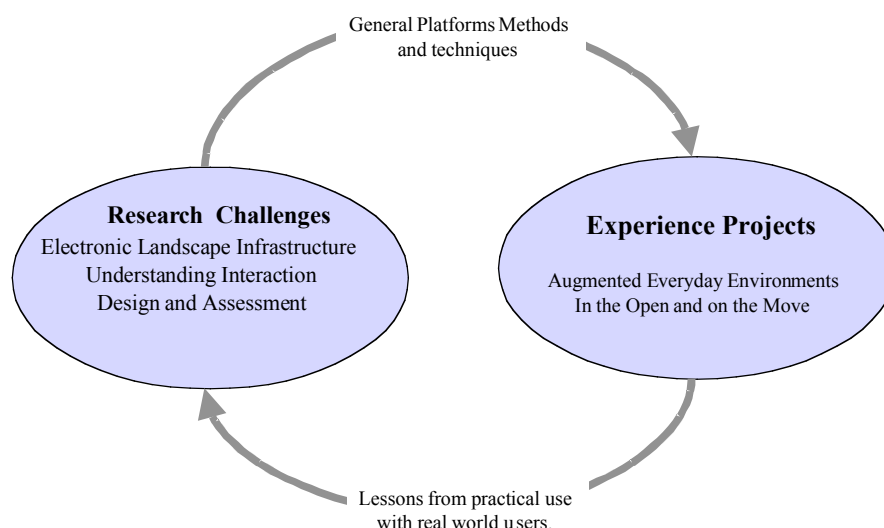 General Platforms Methods
and techniques
Research Challenges
Electronic Landscape Infrastructure
Understanding Interaction
Design and Assessment
Experience Projects
Augmented Everyday Environments
In the Open and on the Move
Lessons from practical use
with real world users.